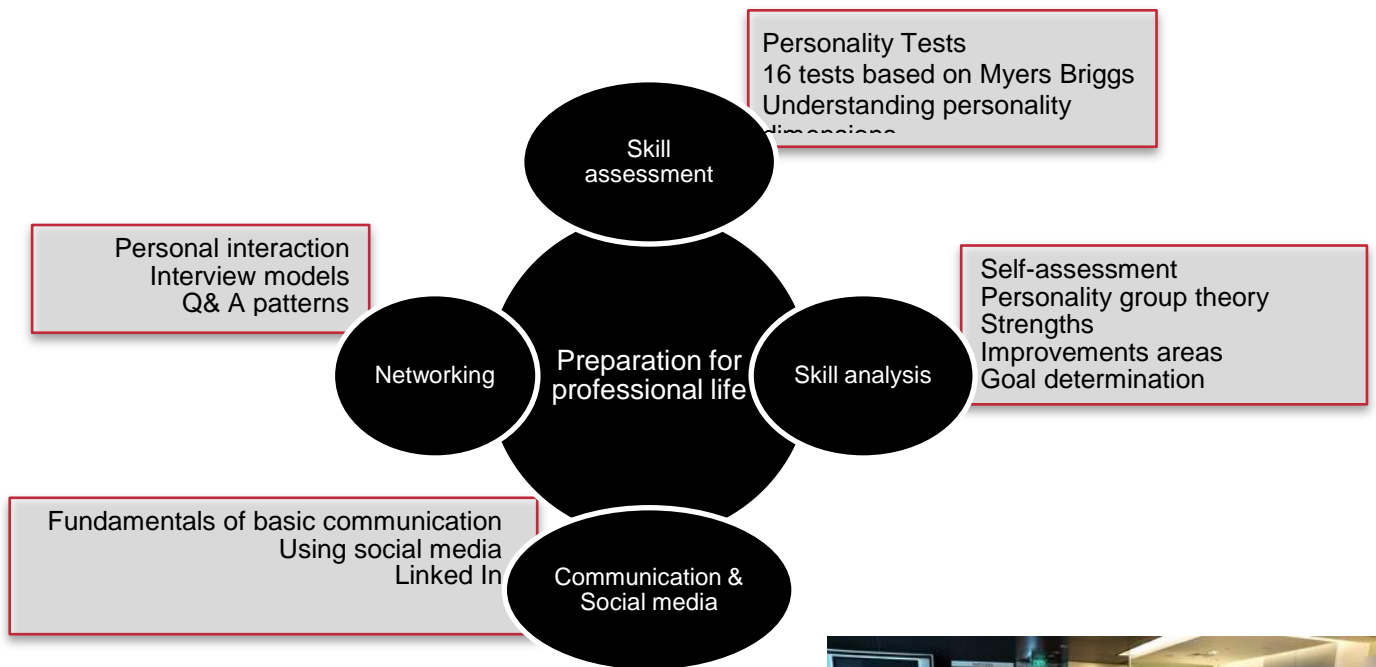 Personality Tests
16 tests based on Myers Briggs
Understanding personality
dimensions
Skill
assessment
Personal interaction
Interview models
Q& A patterns
Networking
Preparation for
professional life
Skill analysis
Self-assessment
Personality group theory
Strengths
Improvements areas
Goal determination
Fundamentals of basic communication
Using social media
Linked In
Communication &
Social media